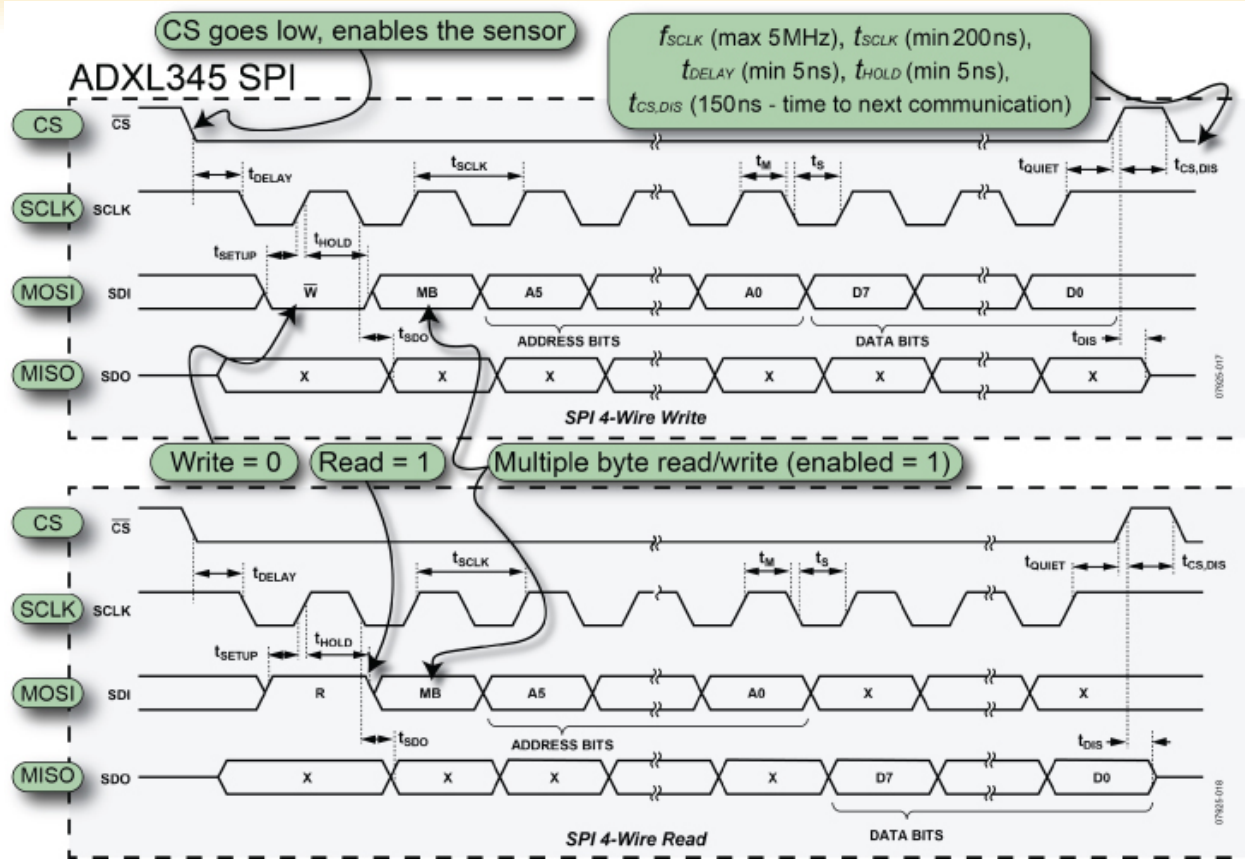 CS goes low, enables the sensor
fSCLK (max 5MHz), tSCLK (min 200ns),
tDELAY (min 5ns), tHOLD (min 5ns),
tCS,DIS (150ns - time to next communication)
ADXL345 SPI
CS CS
tDELAY tSCLK tM tS tQUIET tCS,DIS
SCLK SCLK
tSETUP tHOLD
MOSI SDI W MB A5 A0 D7 D0
tSDO ADDRESS BITS DATA BITS tDIS
MISO SDO X X X X X X
SPI 4-Wire Write
07925-017
Write = 0 Read = 1 Multiple byte read/write (enabled = 1)
CS CS
tDELAY tSCLK tM tS tQUIET tCS,DIS
SCLK SCLK
tSETUP tHOLD
MOSI SDI R MB A5 A0 X X
tSDO ADDRESS BITS tDIS
MISO SDO X X X X D7 D0
DATA BITS
SPI 4-Wire Read
07925-018